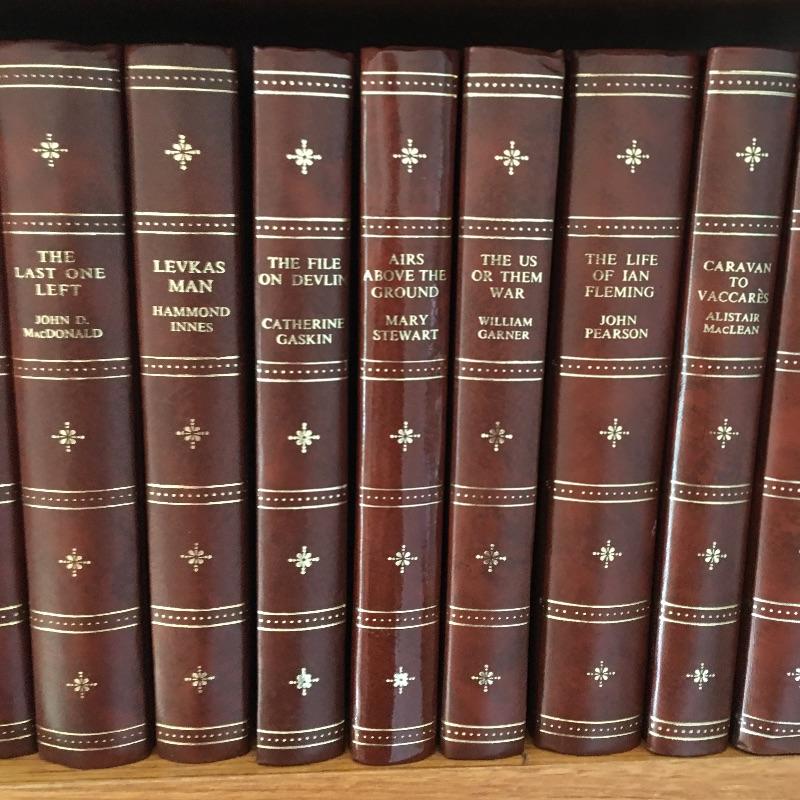 THE
LAST ONE
LEFT
JOHN D.
MACDONALD
LEVKAS
MAN
HAMMOND
INNES
THE FILE
ON DEVLIN
CATHERINE
GASKIN
AIRS
ABOVE THE
GROUND
MARY
STEWART
THE US
OR THEM
WAR
WILLIAM
GARNER
THE LIFE
OF IAN
FLEMING
JOHN
PEARSON
CARAVAN
TO
VACCARÈS
ALISTAIR
MACLEAN